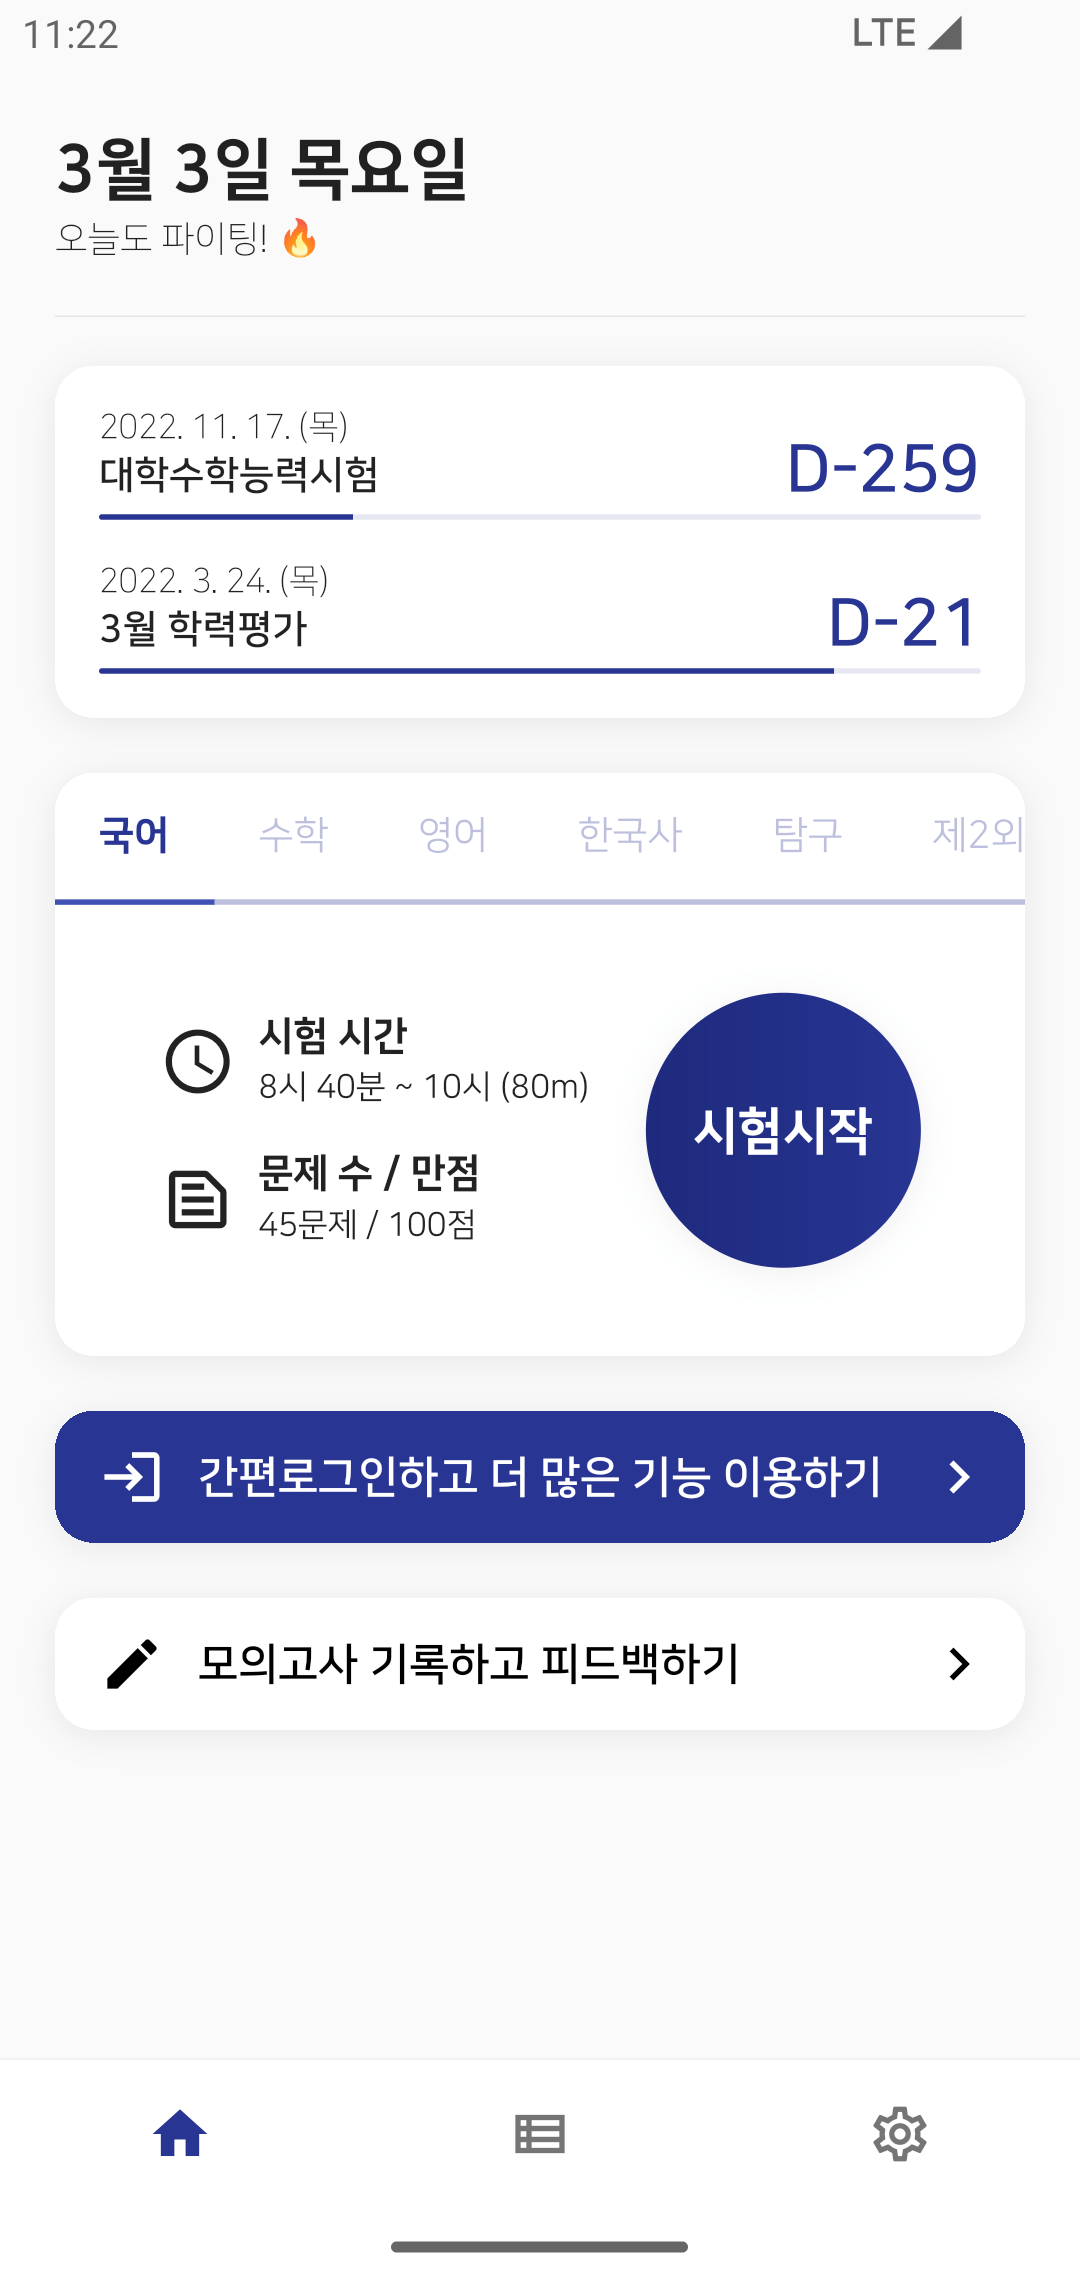 11:22
LTE
3월 3일 목요일
오늘도 파이팅! 🔥
2022. 11. 17. (목)
대학수학능력시험
D-259
2022. 3. 24. (목)
3월 학력평가
D-21
국어 수학 영어 한국사 탐구 제2외
시험 시간
8시 40분 ~ 10시 (80m)
문제 수 / 만점
45문제 / 100점
시험시작
간편로그인하고 더 많은 기능 이용하기
모의고사 기록하고 피드백하기